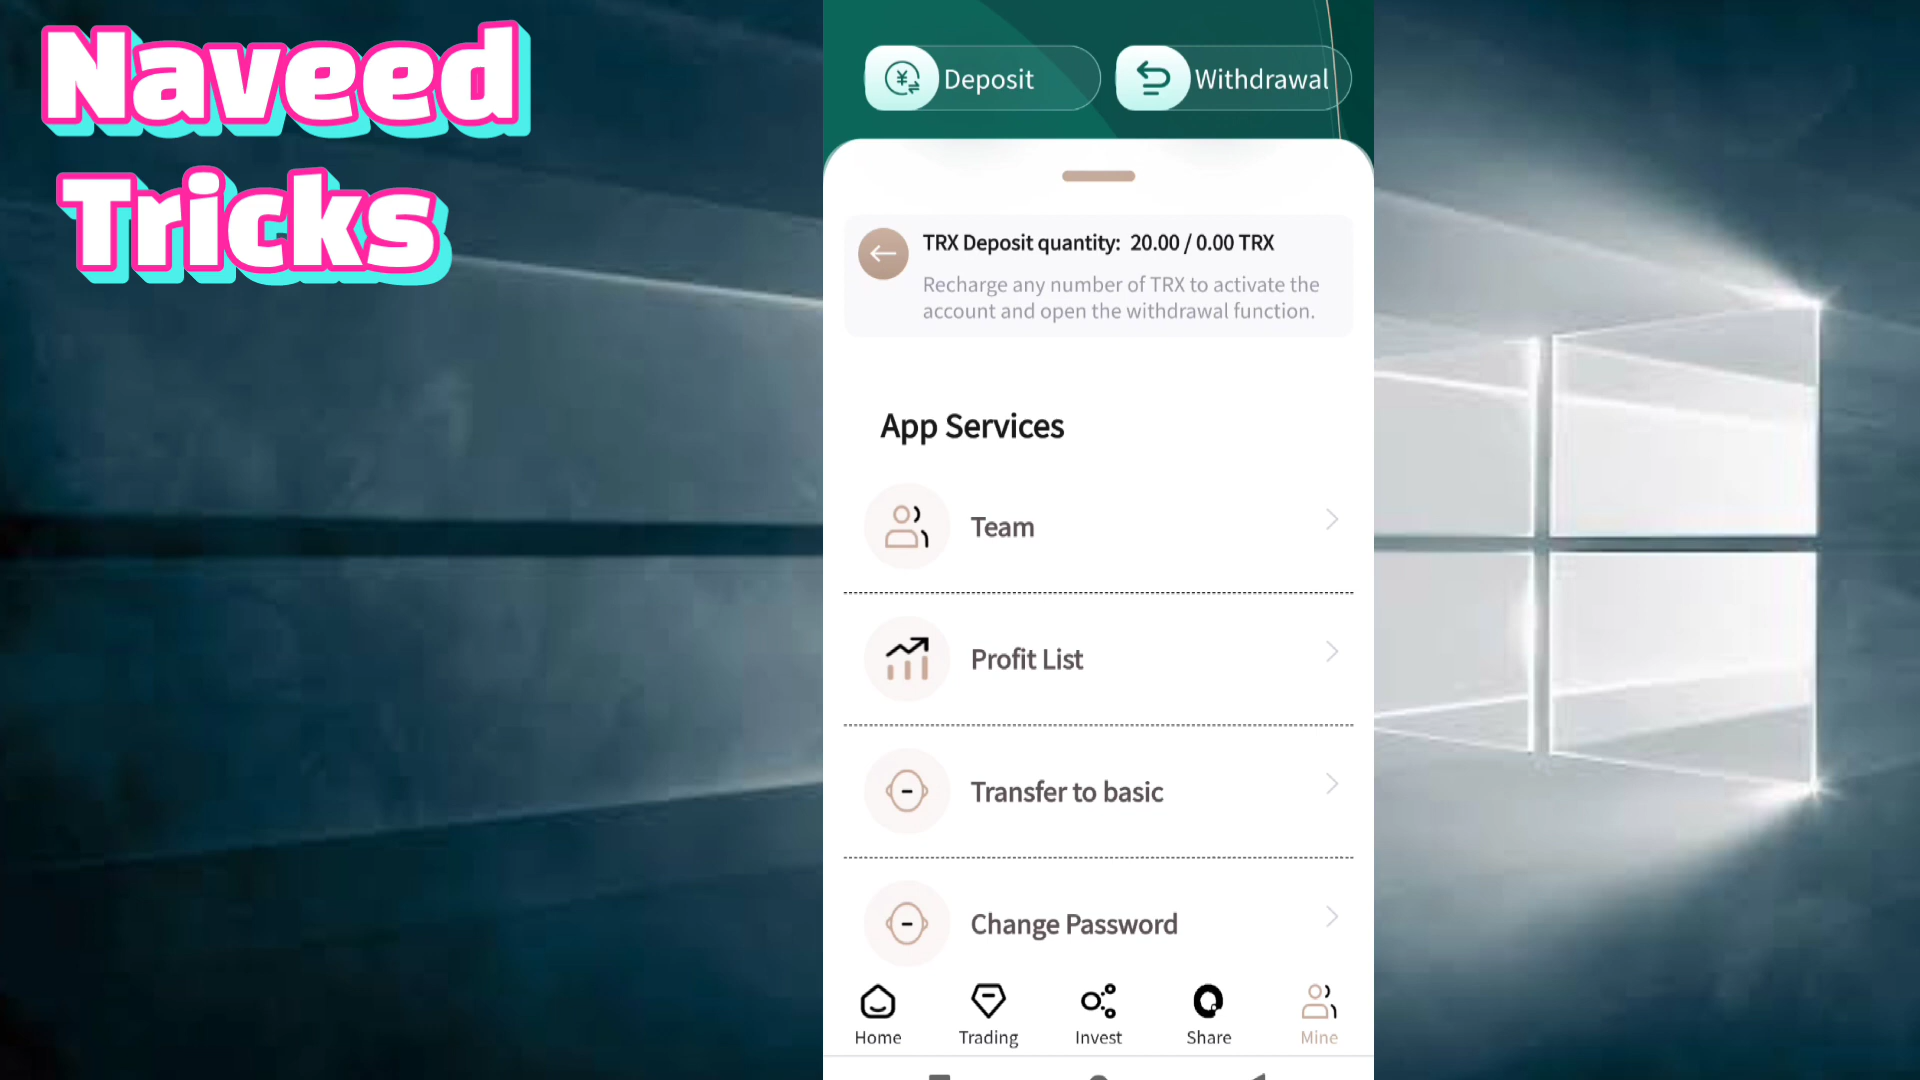 Naveed
Tricks
Deposit
Withdrawal
TRX Deposit quantity: 20.00 / 0.00 TRX
Recharge any number of TRX to activate the
account and open the withdrawal function.
App Services
Team
Profit List
Transfer to basic
Change Password
Home
Trading
Invest
Share
Mine